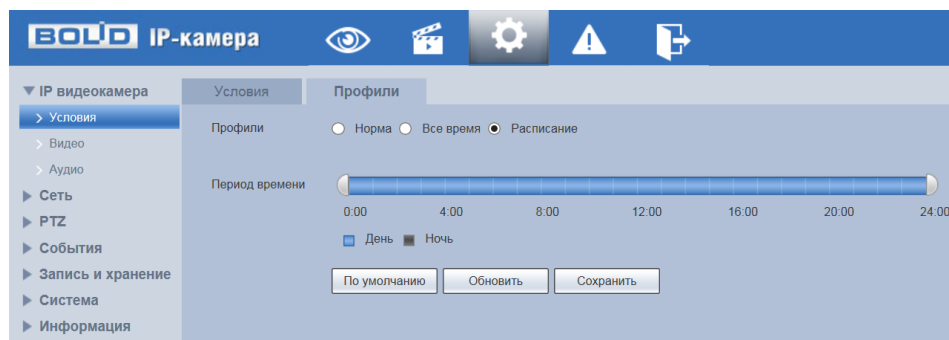 BOLID IP-камера
IP видеокамера
Условия
Видео
Аудио
Сеть
PTZ
События
Запись и хранение
Система
Информация
Условия Профили
Профили Норма Все время Расписание
Период времени
0:00 4:00 8:00 12:00 16:00 20:00 24:00
День Ночь
По умолчанию Обновить Сохранить